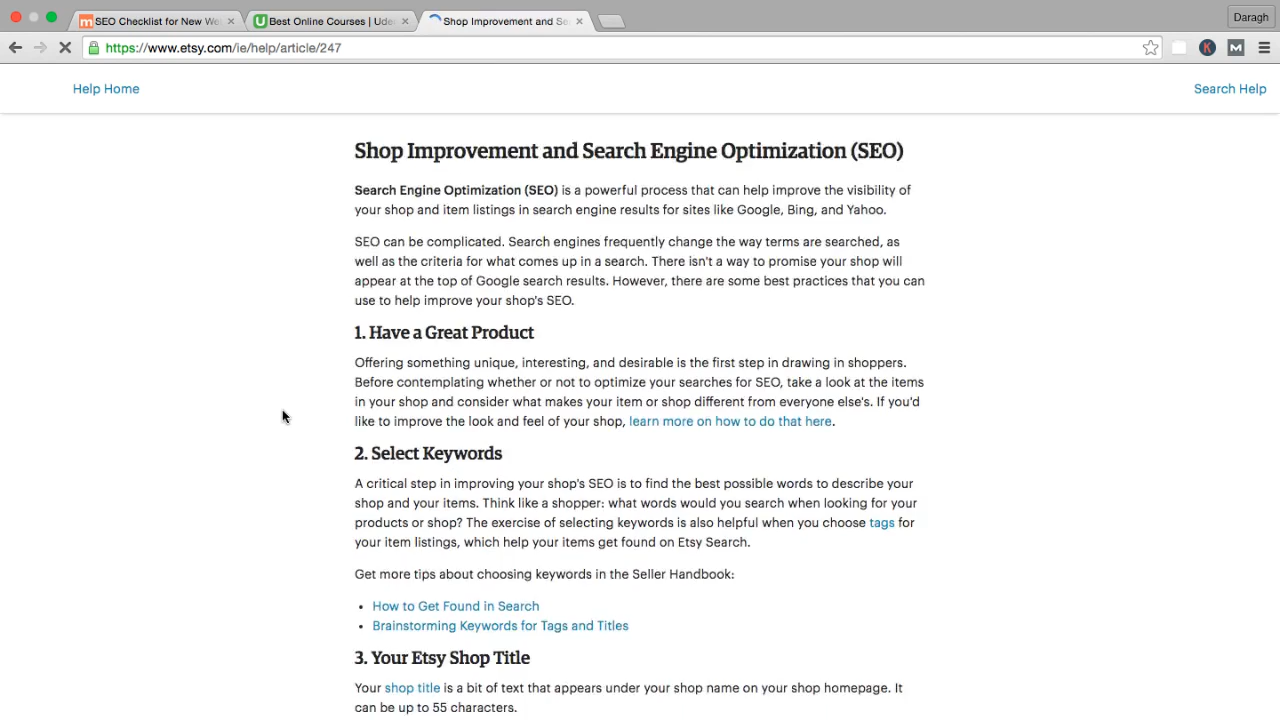 SEO Checklist for New We
Best Online Courses | Ude
Shop Improvement and Se
Daragh
https://www.etsy.com/ie/help/article/247
K
M
Help Home
Search Help
Shop Improvement and Search Engine Optimization (SEO)
Search Engine Optimization (SEO) is a powerful process that can help improve the visibility of
your shop and item listings in search engine results for sites like Google, Bing, and Yahoo.
SEO can be complicated. Search engines frequently change the way terms are searched, as
well as the criteria for what comes up in a search. There isn't a way to promise your shop will
appear at the top of Google search results. However, there are some best practices that you can
use to help improve your shop's SEO.
1. Have a Great Product
Offering something unique, interesting, and desirable is the first step in drawing in shoppers.
Before contemplating whether or not to optimize your searches for SEO, take a look at the items
in your shop and consider what makes your item or shop different from everyone else's. If you'd
like to improve the look and feel of your shop, learn more on how to do that here.
2. Select Keywords
A critical step in improving your shop's SEO is to find the best possible words to describe your
shop and your items. Think like a shopper: what words would you search when looking for your
products or shop? The exercise of selecting keywords is also helpful when you choose tags for
your item listings, which help your items get found on Etsy Search.
Get more tips about choosing keywords in the Seller Handbook:
• How to Get Found in Search
• Brainstorming Keywords for Tags and Titles
3. Your Etsy Shop Title
Your shop title is a bit of text that appears under your shop name on your shop homepage. It
can be up to 55 characters.